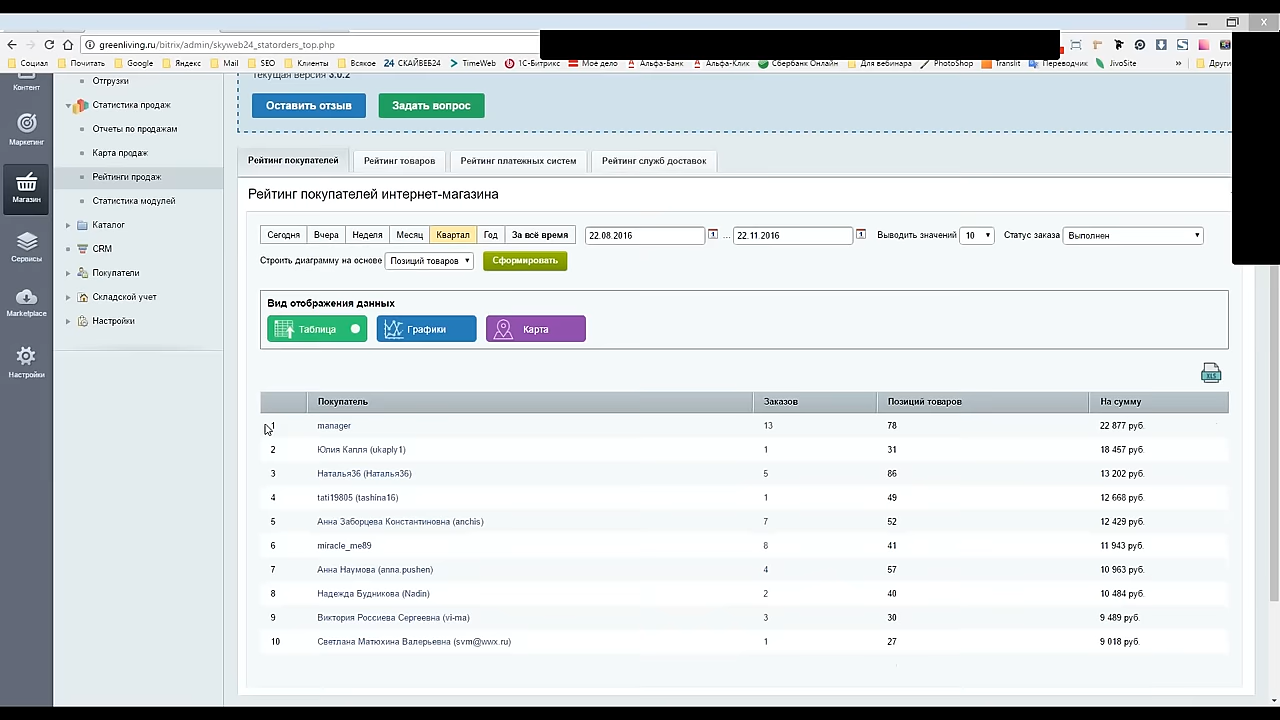 greenliving.ru/bitrix/admin/skyweb24_statorders_top.php
Социал Почитать Google Яндекс Mail SEO Клиенты Всякое 24 СКАЙВЕБ24 TimeWeb 1С-Битрикс Мое дело Альфа-Банк Альфа-Клик Сбербанк Онлайн Для вебинара PhotoShop Translit Переводчик JivoSite » Други
Контент
Маркетинг
Магазин
Сервисы
Marketplace
Настройки
Отгрузки
Статистика продаж
Отчеты по продажам
Карта продаж
Рейтинги продаж
Статистика модулей
Каталог
CRM
Покупатели
Складской учет
Настройки
Текущая версия 3.0.2
Оставить отзыв Задать вопрос
Рейтинг покупателей Рейтинг товаров Рейтинг платежных систем Рейтинг служб доставок
Рейтинг покупателей интернет-магазина
Сегодня Вчера Неделя Месяц Квартал Год За всё время 22.08.2016 1 ... 22.11.2016 1 Выводить значений 10 Статус заказа Выполнен
Строить диаграмму на основе Позиций товаров Сформировать
Вид отображения данных
Таблица Графики Карта
XLS
Покупатель Заказов Позиций товаров На сумму
1 manager 13 78 22 877 руб.
2 Юлия Капля (ukaply1) 1 31 18 457 руб.
3 Наталья36 (Наталья36) 5 86 13 202 руб.
4 tati19805 (tashina16) 1 49 12 668 руб.
5 Анна Заборцева Константиновна (anchis) 7 52 12 429 руб.
6 miracle_me89 8 41 11 943 руб.
7 Анна Наумова (anna.pushen) 4 57 10 963 руб.
8 Надежда Будникова (Nadin) 2 40 10 484 руб.
9 Виктория Россиева Сергеевна (vi-ma) 3 30 9 489 руб.
10 Светлана Матюхина Валерьевна (svm@wwx.ru) 1 27 9 018 руб.